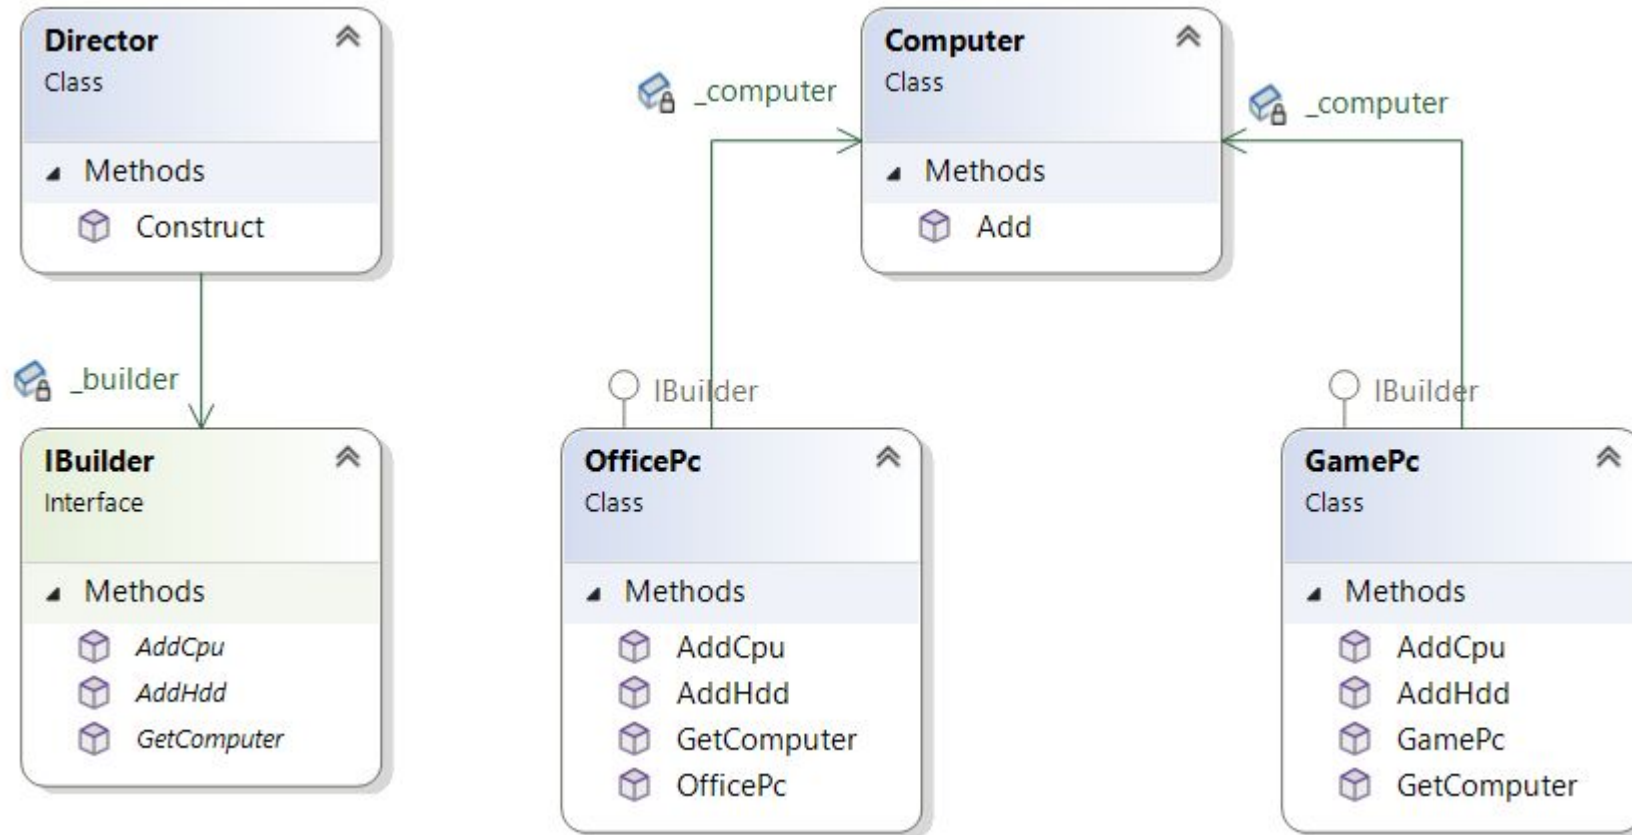 Director
Class
Methods
Construct
_computer
Computer
Class
Methods
Add
_computer
_builder
IBuilder
Interface
Methods
AddCpu
AddHdd
GetComputer
IBuilder
OfficePc
Class
Methods
AddCpu
AddHdd
GetComputer
OfficePc
IBuilder
GamePc
Class
Methods
AddCpu
AddHdd
GamePc
GetComputer